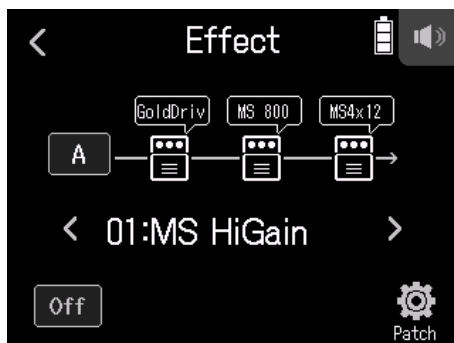 Effect
GoldDriv MS 800 MS4x12
A
01:MS HiGain
Off
Patch